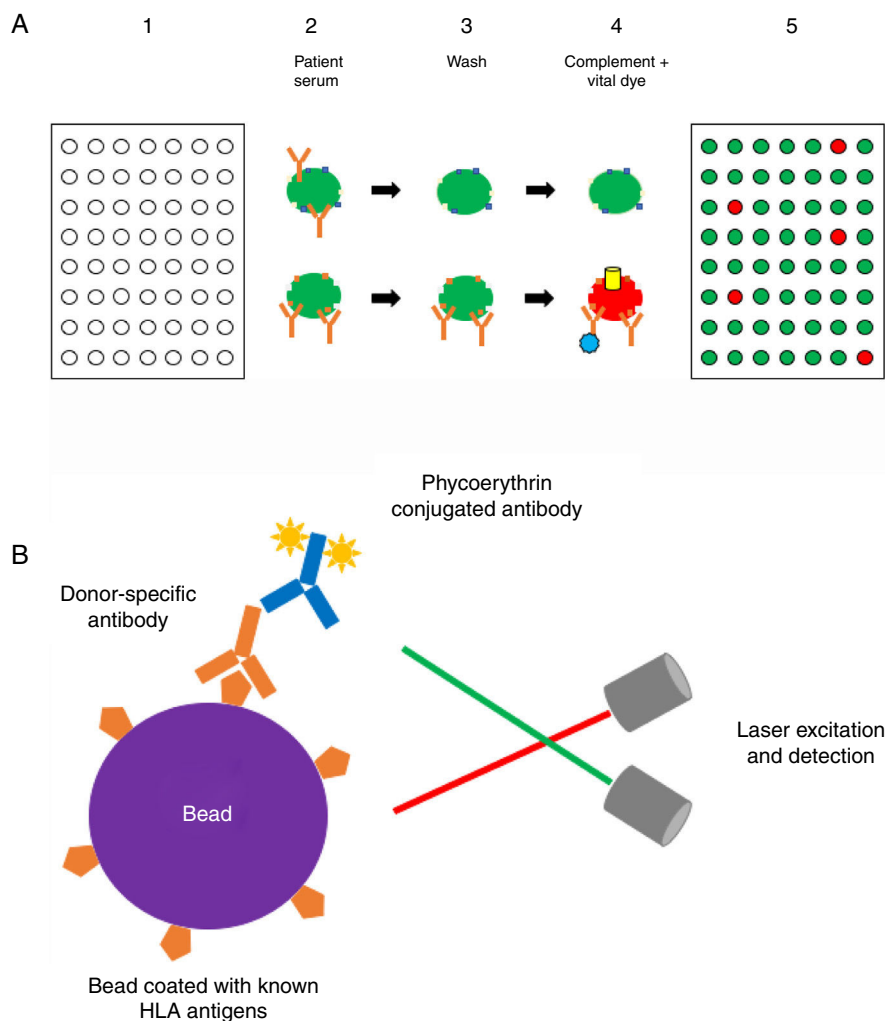 A
1
2
3
4
5
Patient
serum
Wash
Complement +
vital dye
Phycoerythrin
conjugated antibody
B
Donor-specific
antibody
Laser excitation
and detection
Bead
Bead coated with known
HLA antigens